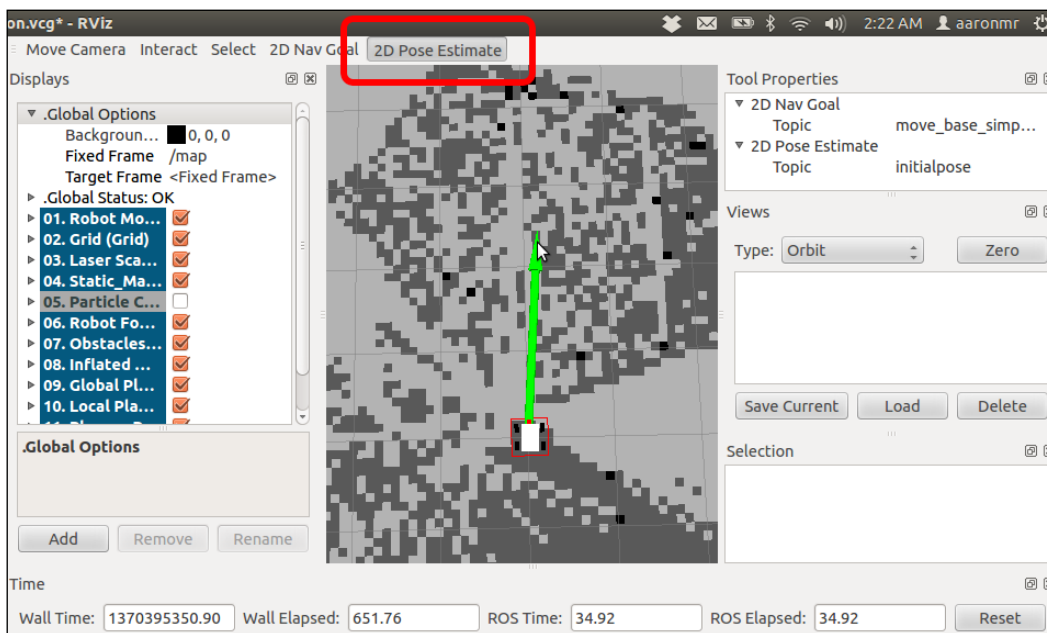 on.vcg* - RViz
2:22 AM aaronmr
Move Camera Interact Select 2D Nav Goal 2D Pose Estimate
Displays
.Global Options
Backgroun... 0, 0, 0
Fixed Frame /map
Target Frame <Fixed Frame>
.Global Status: OK
01. Robot Mo...
02. Grid (Grid)
03. Laser Sca...
04. Static_Ma...
05. Particle C...
06. Robot Fo...
07. Obstacles...
08. Inflated ...
09. Global Pl...
10. Local Pla...
.Global Options
Add Remove Rename
Tool Properties
2D Nav Goal
Topic move_base_simp...
2D Pose Estimate
Topic initialpose
Views
Type: Orbit Zero
Save Current Load Delete
Selection
Time
Wall Time: 1370395350.90 Wall Elapsed: 651.76 ROS Time: 34.92 ROS Elapsed: 34.92 Reset